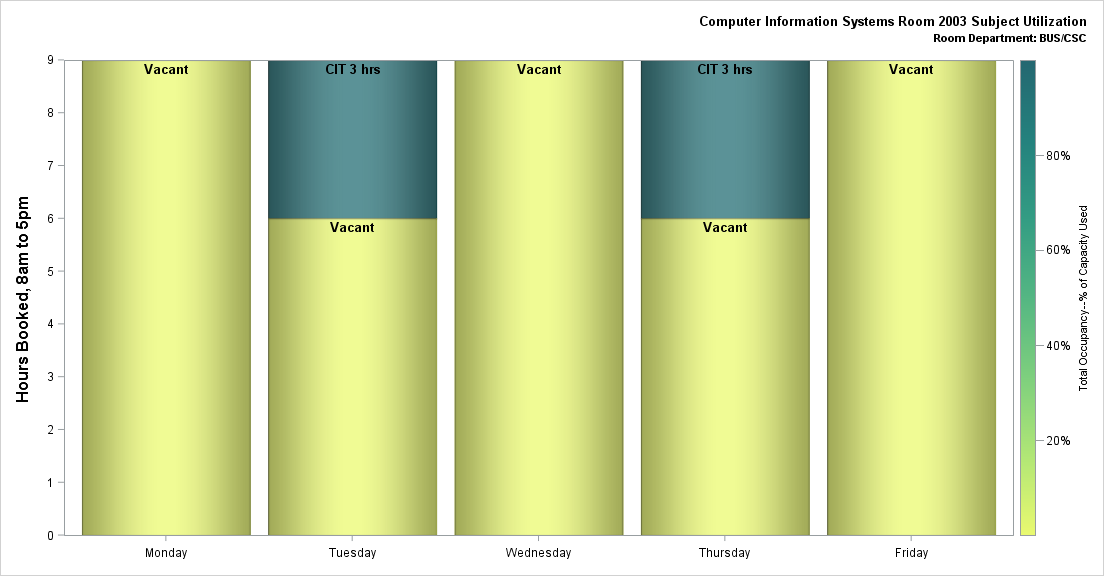 Computer Information Systems Room 2003 Subject Utilization
Room Department: BUS/CSC
Hours Booked, 8am to 5pm
9
8
7
6
5
4
3
2
1
0
Vacant
CIT 3 hrs
Vacant
CIT 3 hrs
Vacant
Vacant
Vacant
Monday
Tuesday
Wednesday
Thursday
Friday
80%
60%
40%
20%
Total Occupancy--% of Capacity Used